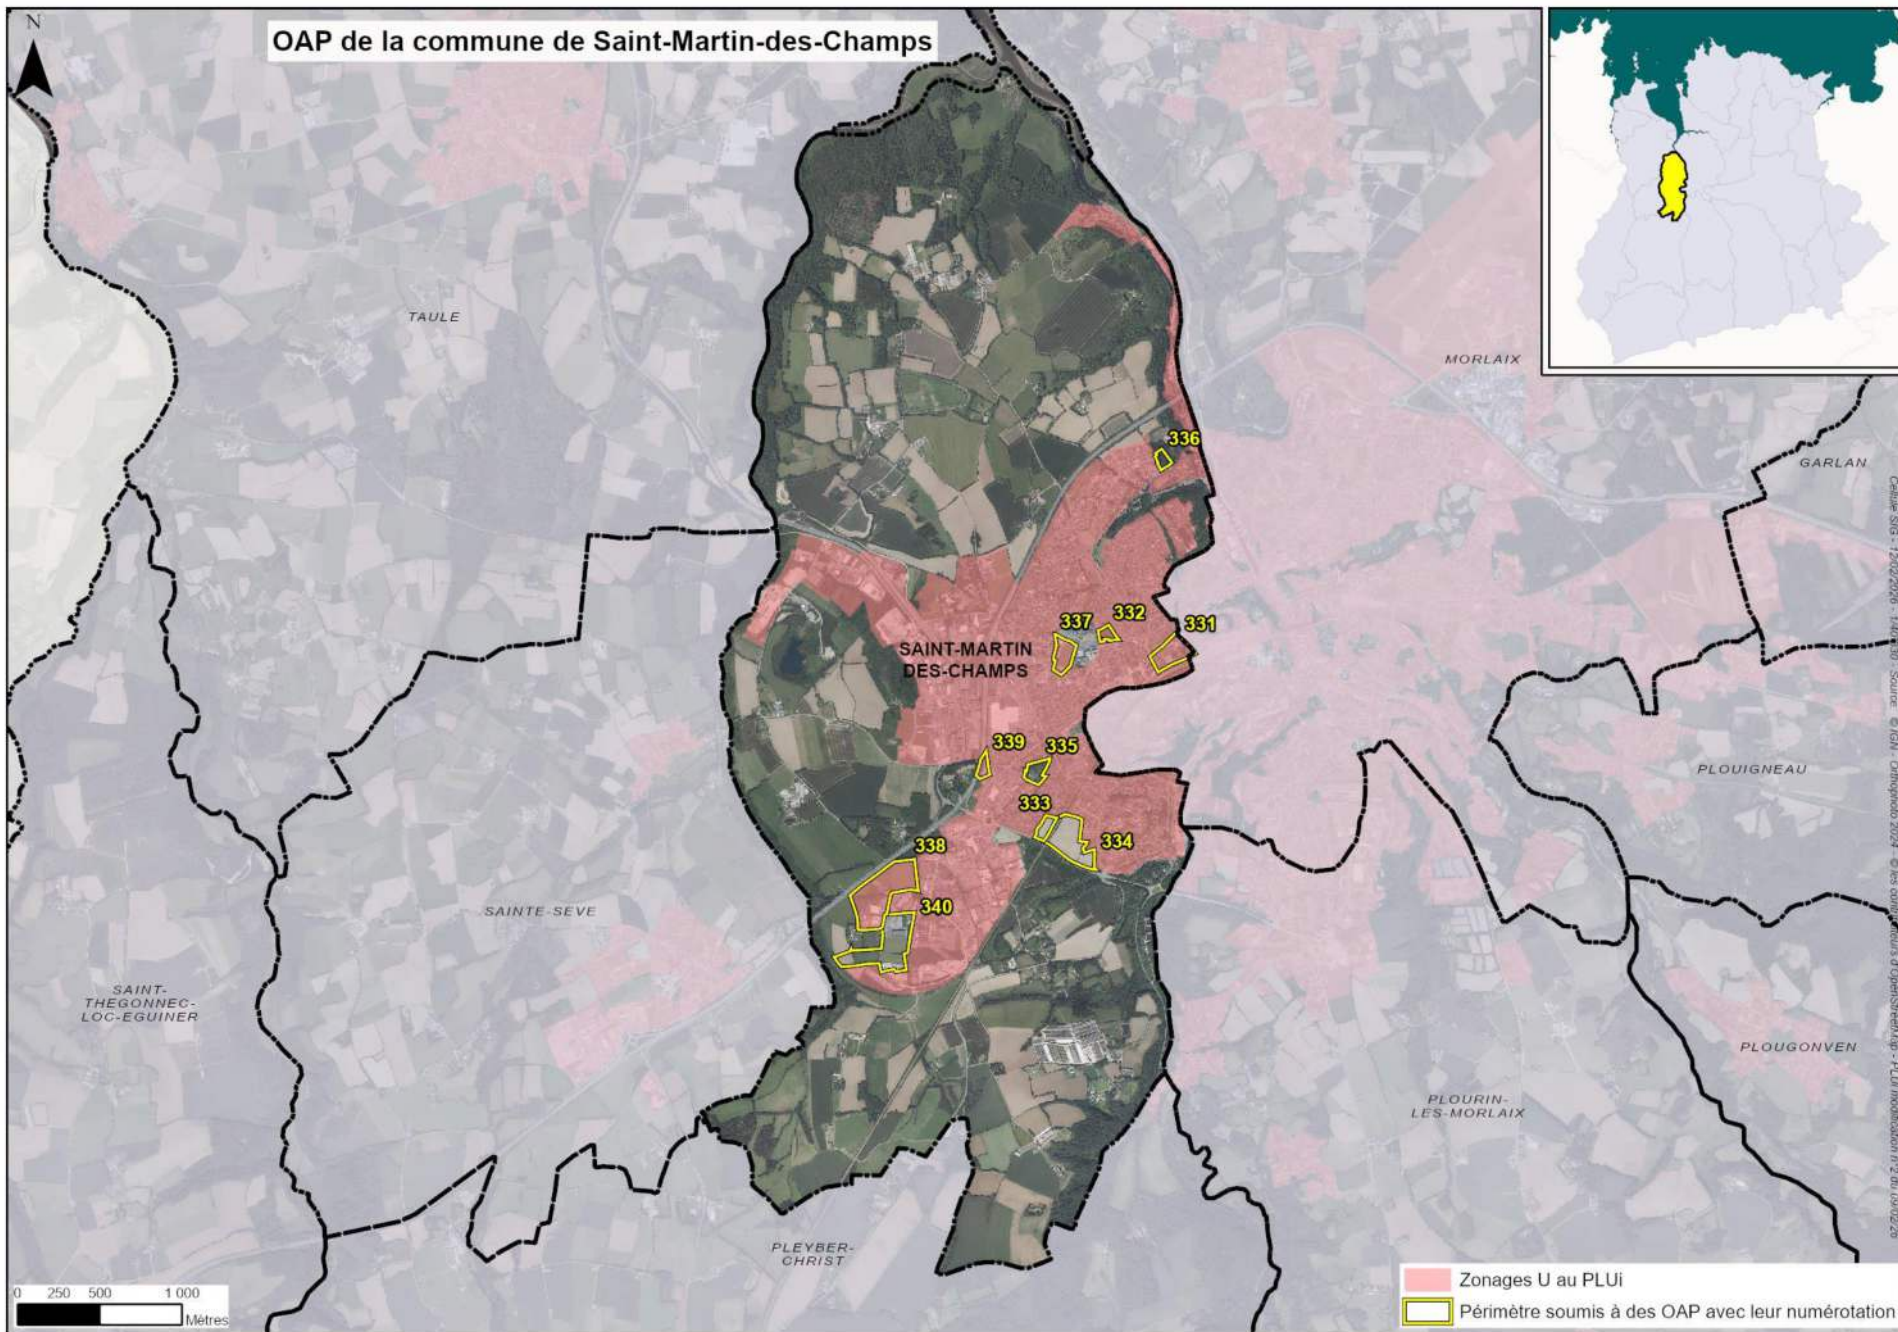 N
OAP de la commune de Saint-Martin-des-Champs
TAULE
MORLAIX
336
GARLAN
332
337
331
SAINT-MARTIN
DES-CHAMPS
339
335
PLOUIGNEAU
333
334
338
340
SAINTE-SEVE
SAINT-
THEGONNEC-
LOC-EGUINER
PLOUGONVEN
PLOURIN-
LES-MORLAIX
PLEYBER-
CHRIST
0 250 500 1 000
Mètres
Zonages U au PLUi
Périmètre soumis à des OAP avec leur numérotation